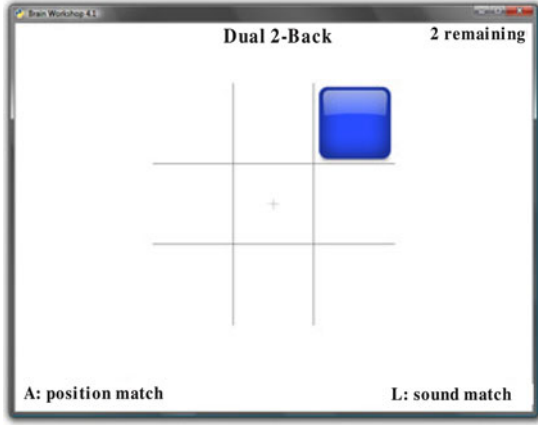 Brain Workshop 4.1
Dual 2-Back
2 remaining
A: position match
L: sound match